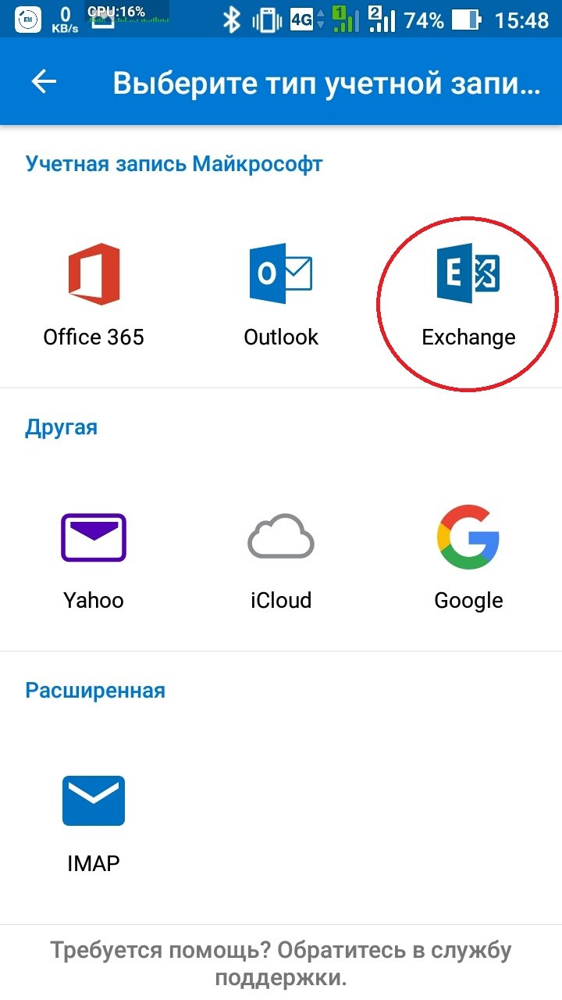 0 KB/s CPU:16% 4G 1 2 74% 15:48
Выберите тип учетной запи...
Учетная запись Майкрософт
Office 365 Outlook Exchange
Другая
Yahoo iCloud Google
Расширенная
IMAP
Требуется помощь? Обратитесь в службу
поддержки.